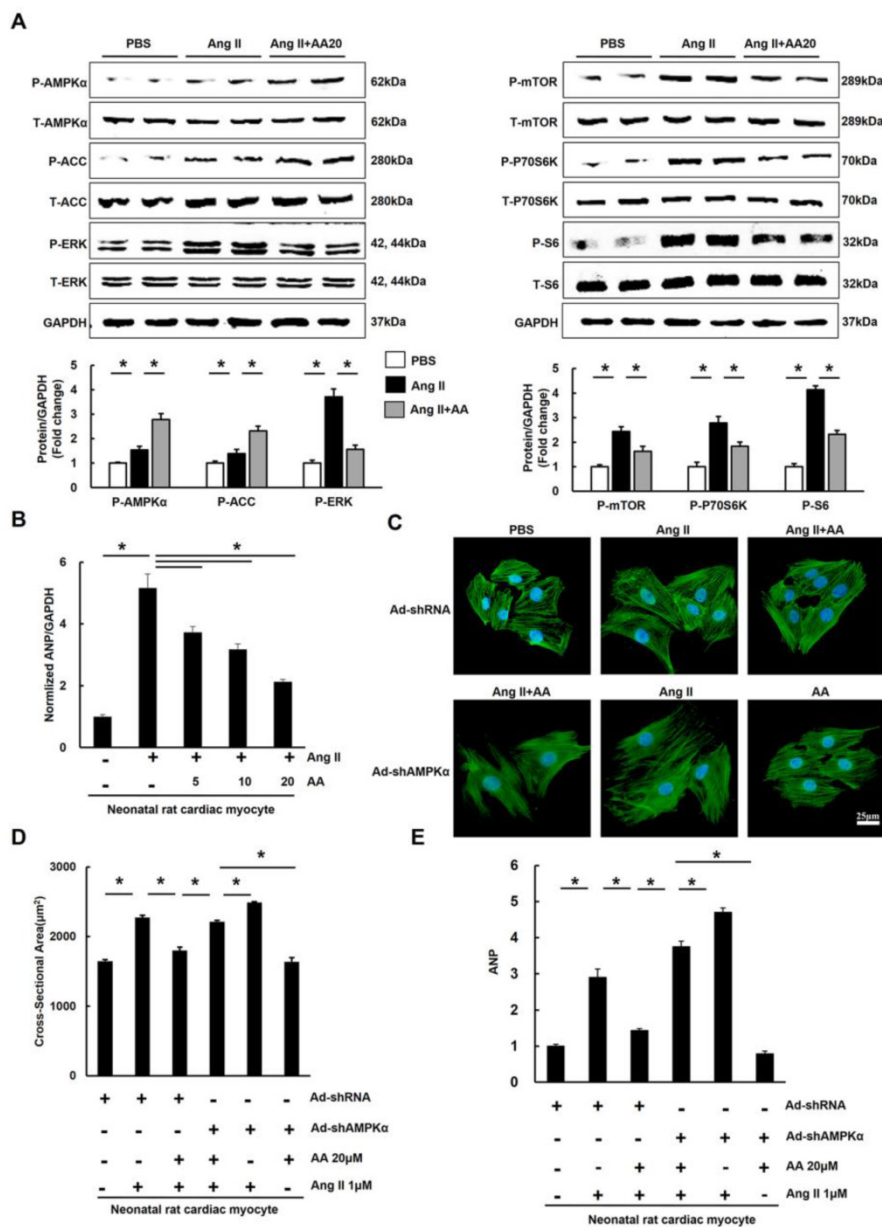 A
PBS Ang II Ang II+AA20
P-AMPKα 62kDa
T-AMPKα 62kDa
P-ACC 280kDa
T-ACC 280kDa
P-ERK 42, 44kDa
T-ERK 42, 44kDa
GAPDH 37kDa
PBS Ang II Ang II+AA20
P-mTOR 289kDa
T-mTOR 289kDa
P-P70S6K 70kDa
T-P70S6K 70kDa
P-S6 32kDa
T-S6 32kDa
GAPDH 37kDa
Protein/GAPDH
(Fold change)
5
4
3
2
1
0
* * * * * *
P-AMPKα P-ACC P-ERK
PBS
Ang II
Ang II+AA
Protein/GAPDH
(Fold change)
5
4
3
2
1
0
* * * * * *
P-mTOR P-P70S6K P-S6
B
Normlized ANP/GAPDH
6
4
2
0
* *
- + + + + Ang II
- - 5 10 20 AA
Neonatal rat cardiac myocyte
C
PBS Ang II Ang II+AA
Ad-shRNA
Ang II+AA Ang II AA
Ad-shAMPKα
25μm
D
Cross-Sectional Area(μm²)
3000
2000
1000
0
* * * * *
+ + + - - - Ad-shRNA
- - - + + + Ad-shAMPKα
- - + + - + AA 20μM
- + + + + - Ang II 1μM
Neonatal rat cardiac myocyte
E
ANP
6
5
4
3
2
1
0
* * * * *
+ + + - - - Ad-shRNA
- - - + + + Ad-shAMPKα
- - + + - + AA 20μM
- + + + + - Ang II 1μM
Neonatal rat cardiac myocyte